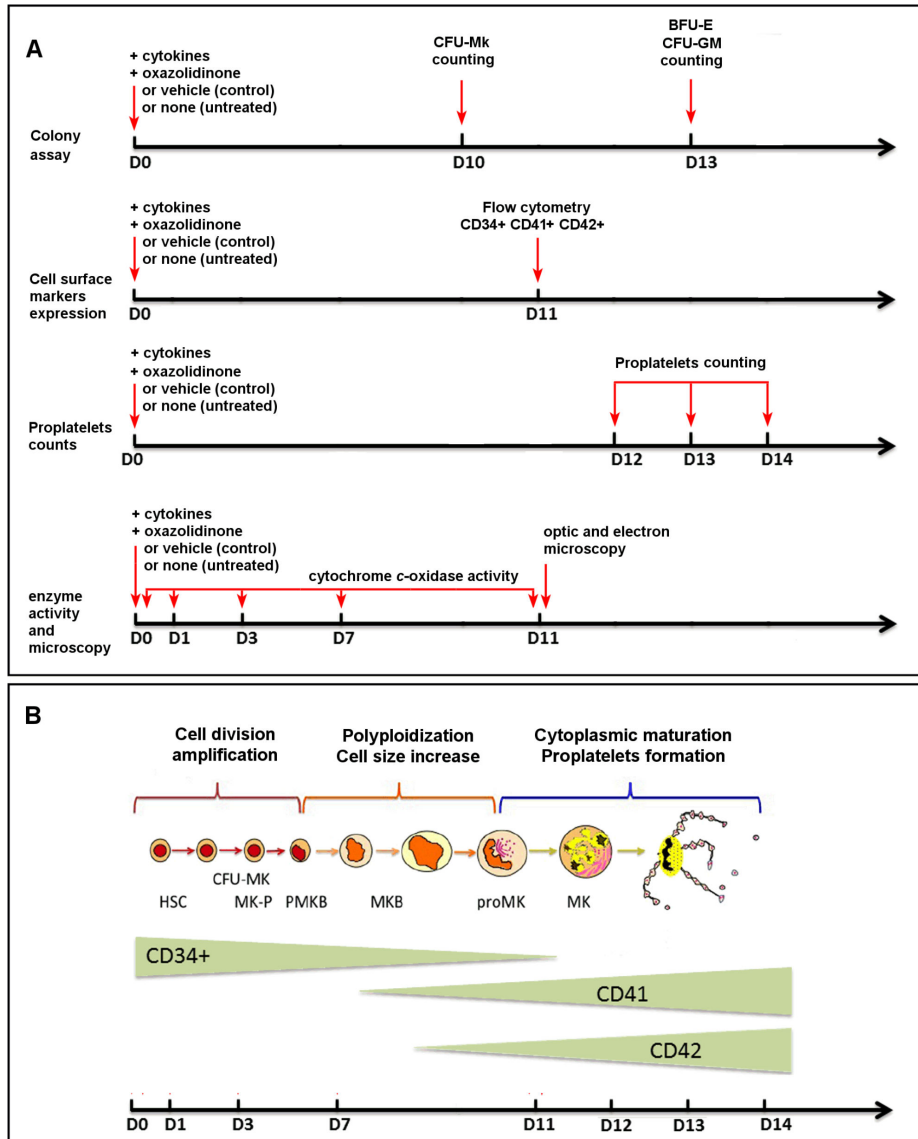 A
+ cytokines
+ oxazolidinone
or vehicle (control)
or none (untreated)
CFU-Mk
counting
BFU-E
CFU-GM
counting
Colony
assay
D0
D10
D13
+ cytokines
+ oxazolidinone
or vehicle (control)
or none (untreated)
Flow cytometry
CD34+ CD41+ CD42+
Cell surface
markers
expression
D0
D11
+ cytokines
+ oxazolidinone
or vehicle (control)
or none (untreated)
Proplatelets counting
Proplatelets
counts
D0
D12
D13
D14
+ cytokines
+ oxazolidinone
or vehicle (control)
or none (untreated)
cytochrome c-oxidase activity
optic and electron
microscopy
enzyme
activity
and
microscopy
D0
D1
D3
D7
D11
B
Cell division
amplification
Polyploidization
Cell size increase
Cytoplasmic maturation
Proplatelets formation
HSC
CFU-MK
MK-P
PMKB
MKB
proMK
MK
CD34+
CD41
CD42
D0
D1
D3
D7
D11
D12
D13
D14